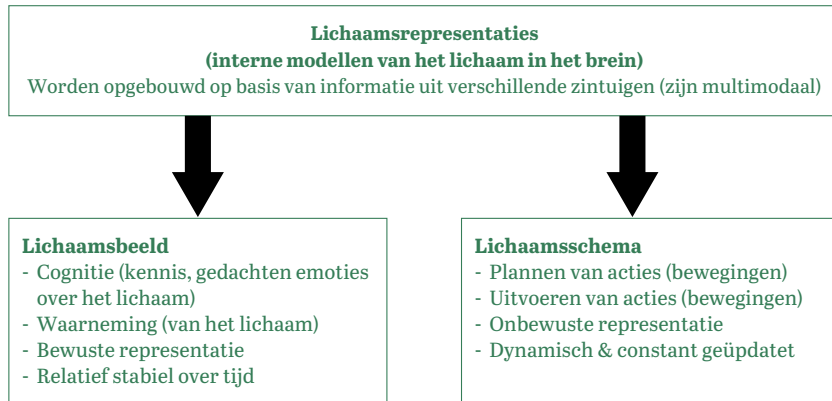 Lichaamsrepresentaties
(interne modellen van het lichaam in het brein)
Worden opgebouwd op basis van informatie uit verschillende zintuigen (zijn multimodaal)
Lichaamsbeeld
- Cognitie (kennis, gedachten emoties
over het lichaam)
- Waarneming (van het lichaam)
- Bewuste representatie
- Relatief stabiel over tijd
Lichaamsschema
- Plannen van acties (bewegingen)
- Uitvoeren van acties (bewegingen)
- Onbewuste representatie
- Dynamisch & constant geüpdatet